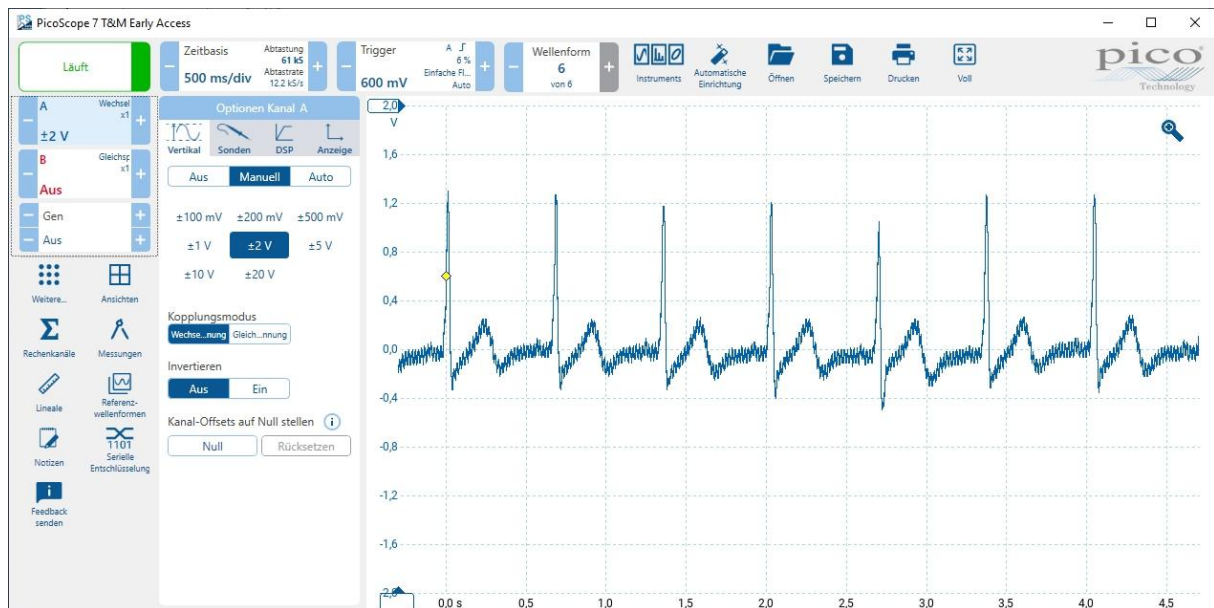 PicoScope 7 T&M Early Access
Läuft
Zeitbasis
500 ms/div
Abtastung
61 kS
Abtastrate
12.2 kS/s
Trigger
600 mV
A
6 %
Einfache Fl...
Auto
Wellenform
6
von 6
Instruments
Automatische
Einrichtung
Öffnen
Speichern
Drucken
Voll
pico
Technology
A
Wechsel
x1
±2 V
B
Gleichsp
x1
Aus
Gen
Aus
Weitere...
Ansichten
Rechenkanäle
Messungen
Lineale
Referenz-
wellenformen
Notizen
1101
Serielle
Entschlüsselung
Feedback
senden
Optionen Kanal A
Vertikal
Sonden
DSP
Anzeige
Aus
Manuell
Auto
±100 mV
±200 mV
±500 mV
±1 V
±2 V
±5 V
±10 V
±20 V
Kopplungsmodus
Wechse...nung
Gleich...nnung
Invertieren
Aus
Ein
Kanal-Offsets auf Null stellen
i
Null
Rücksetzen
2,0
V
1,6
1,2
0,8
0,4
0,0
-0,4
-0,8
-1,2
-1,6
-2,0
0,0 s
0,5
1,0
1,5
2,0
2,5
3,0
3,5
4,0
4,5